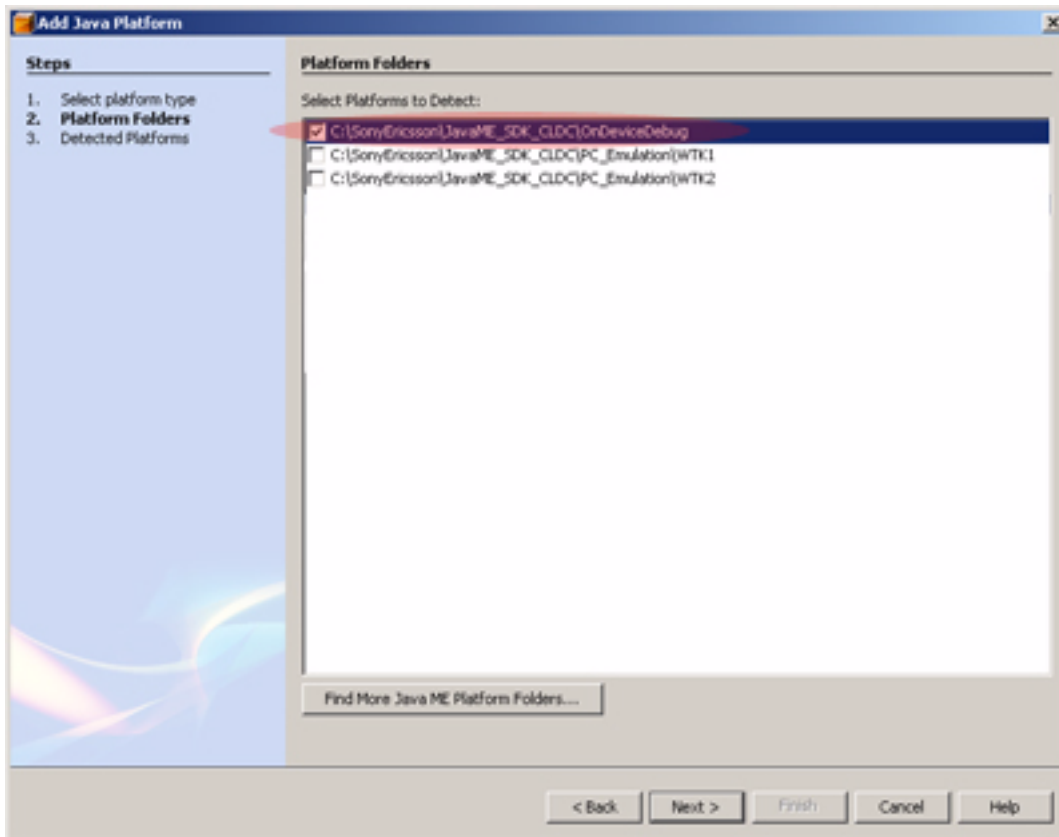 Add Java Platform
Steps
1. Select platform type
2. Platform Folders
3. Detected Platforms
Platform Folders
Select Platforms to Detect:
C:\SonyEricsson\JavaME_SDK_CLDC\OnDeviceDebug
C:\SonyEricsson\JavaME_SDK_CLDC\PC_Emulation\WTK1
C:\SonyEricsson\JavaME_SDK_CLDC\PC_Emulation\WTK2
Find More Java ME Platform Folders....
< Back Next > Finish Cancel Help